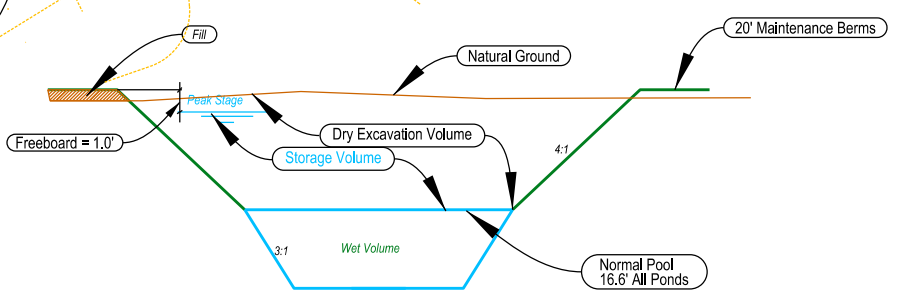 Fill
20' Maintenance Berms
Natural Ground
Peak Stage
Freeboard = 1.0'
Dry Excavation Volume
Storage Volume
4:1
3:1
Wet Volume
Normal Pool
16.6' All Ponds